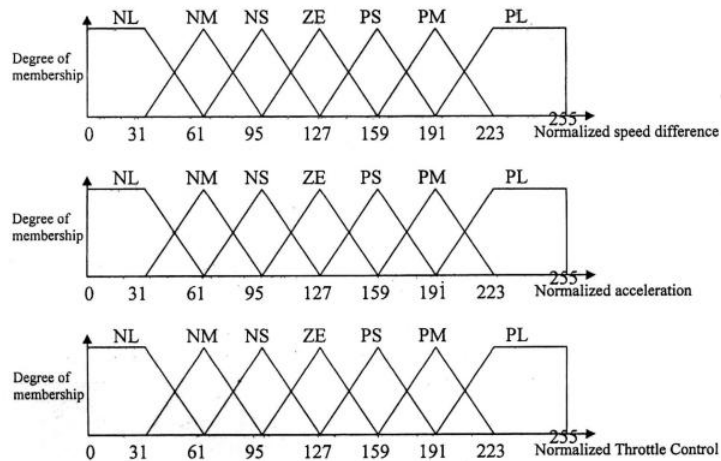 NL NM NS ZE PS PM PL
Degree of
membership
0 31 61 95 127 159 191 223 255
Normalized speed difference
NL NM NS ZE PS PM PL
Degree of
membership
0 31 61 95 127 159 191 223 255
Normalized acceleration
NL NM NS ZE PS PM PL
Degree of
membership
0 31 61 95 127 159 191 223 255
Normalized Throttle Control